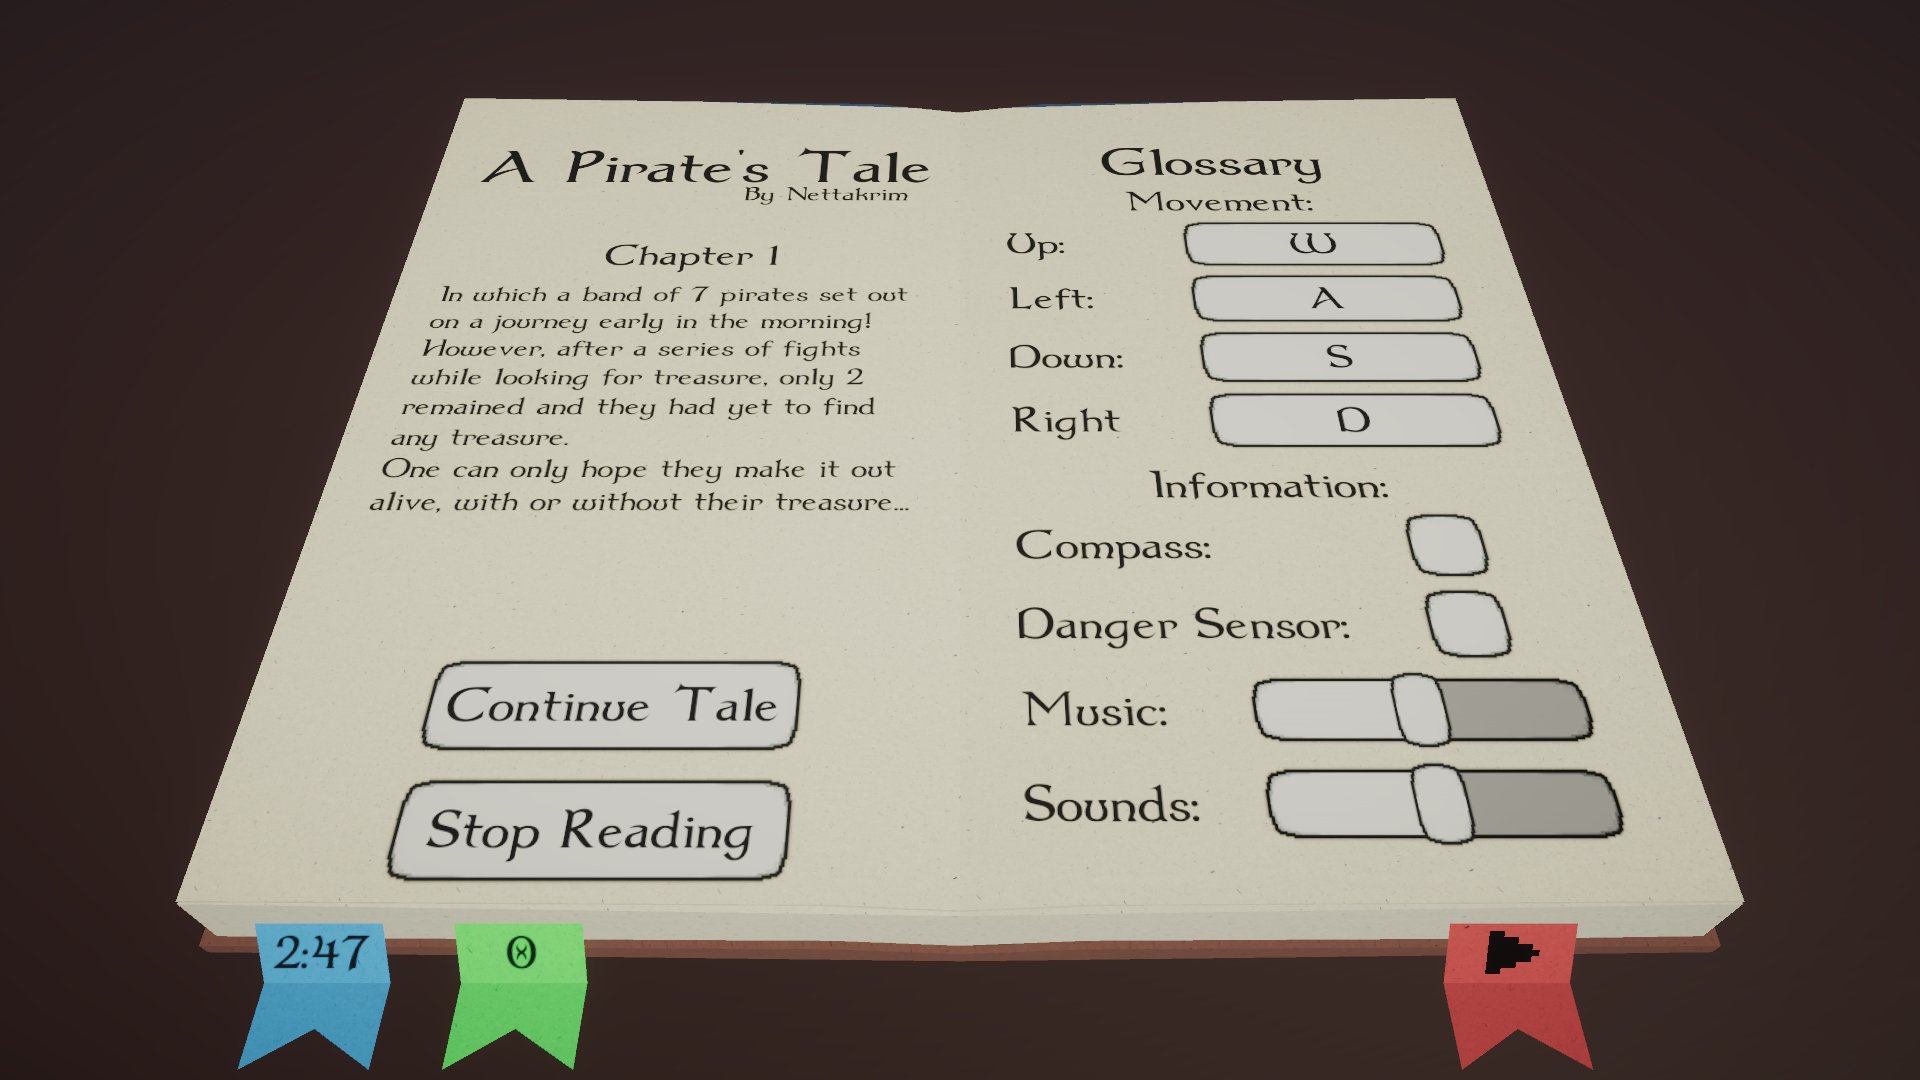 A Pirate's Tale
By Nettakrim
Chapter 1
In which a band of 7 pirates set out
on a journey early in the morning!
However, after a series of fights
while looking for treasure, only 2
remained and they had yet to find
any treasure.
One can only hope they make it out
alive, with or without their treasure...
Continue Tale
Stop Reading
Glossary
Movement:
Up: W
Left: A
Down: S
Right D
Information:
Compass:
Danger Sensor:
Music:
Sounds:
2:47
0